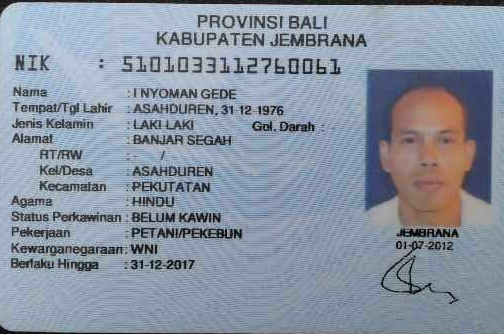 PROVINSI BALI
KABUPATEN JEMBRANA
NIK : 5101033112760061
Nama : I NYOMAN GEDE
Tempat/Tgl Lahir : ASAHDUREN, 31-12-1976
Jenis Kelamin : LAKI-LAKI Gol. Darah :
Alamat : BANJAR SEGAH
RT/RW : - /
Kel/Desa : ASAHDUREN
Kecamatan : PEKUTATAN
Agama : HINDU
Status Perkawinan : BELUM KAWIN
Pekerjaan : PETANI/PEKEBUN
Kewarganegaraan : WNI
Berlaku Hingga : 31-12-2017
JEMBRANA
01-07-2012